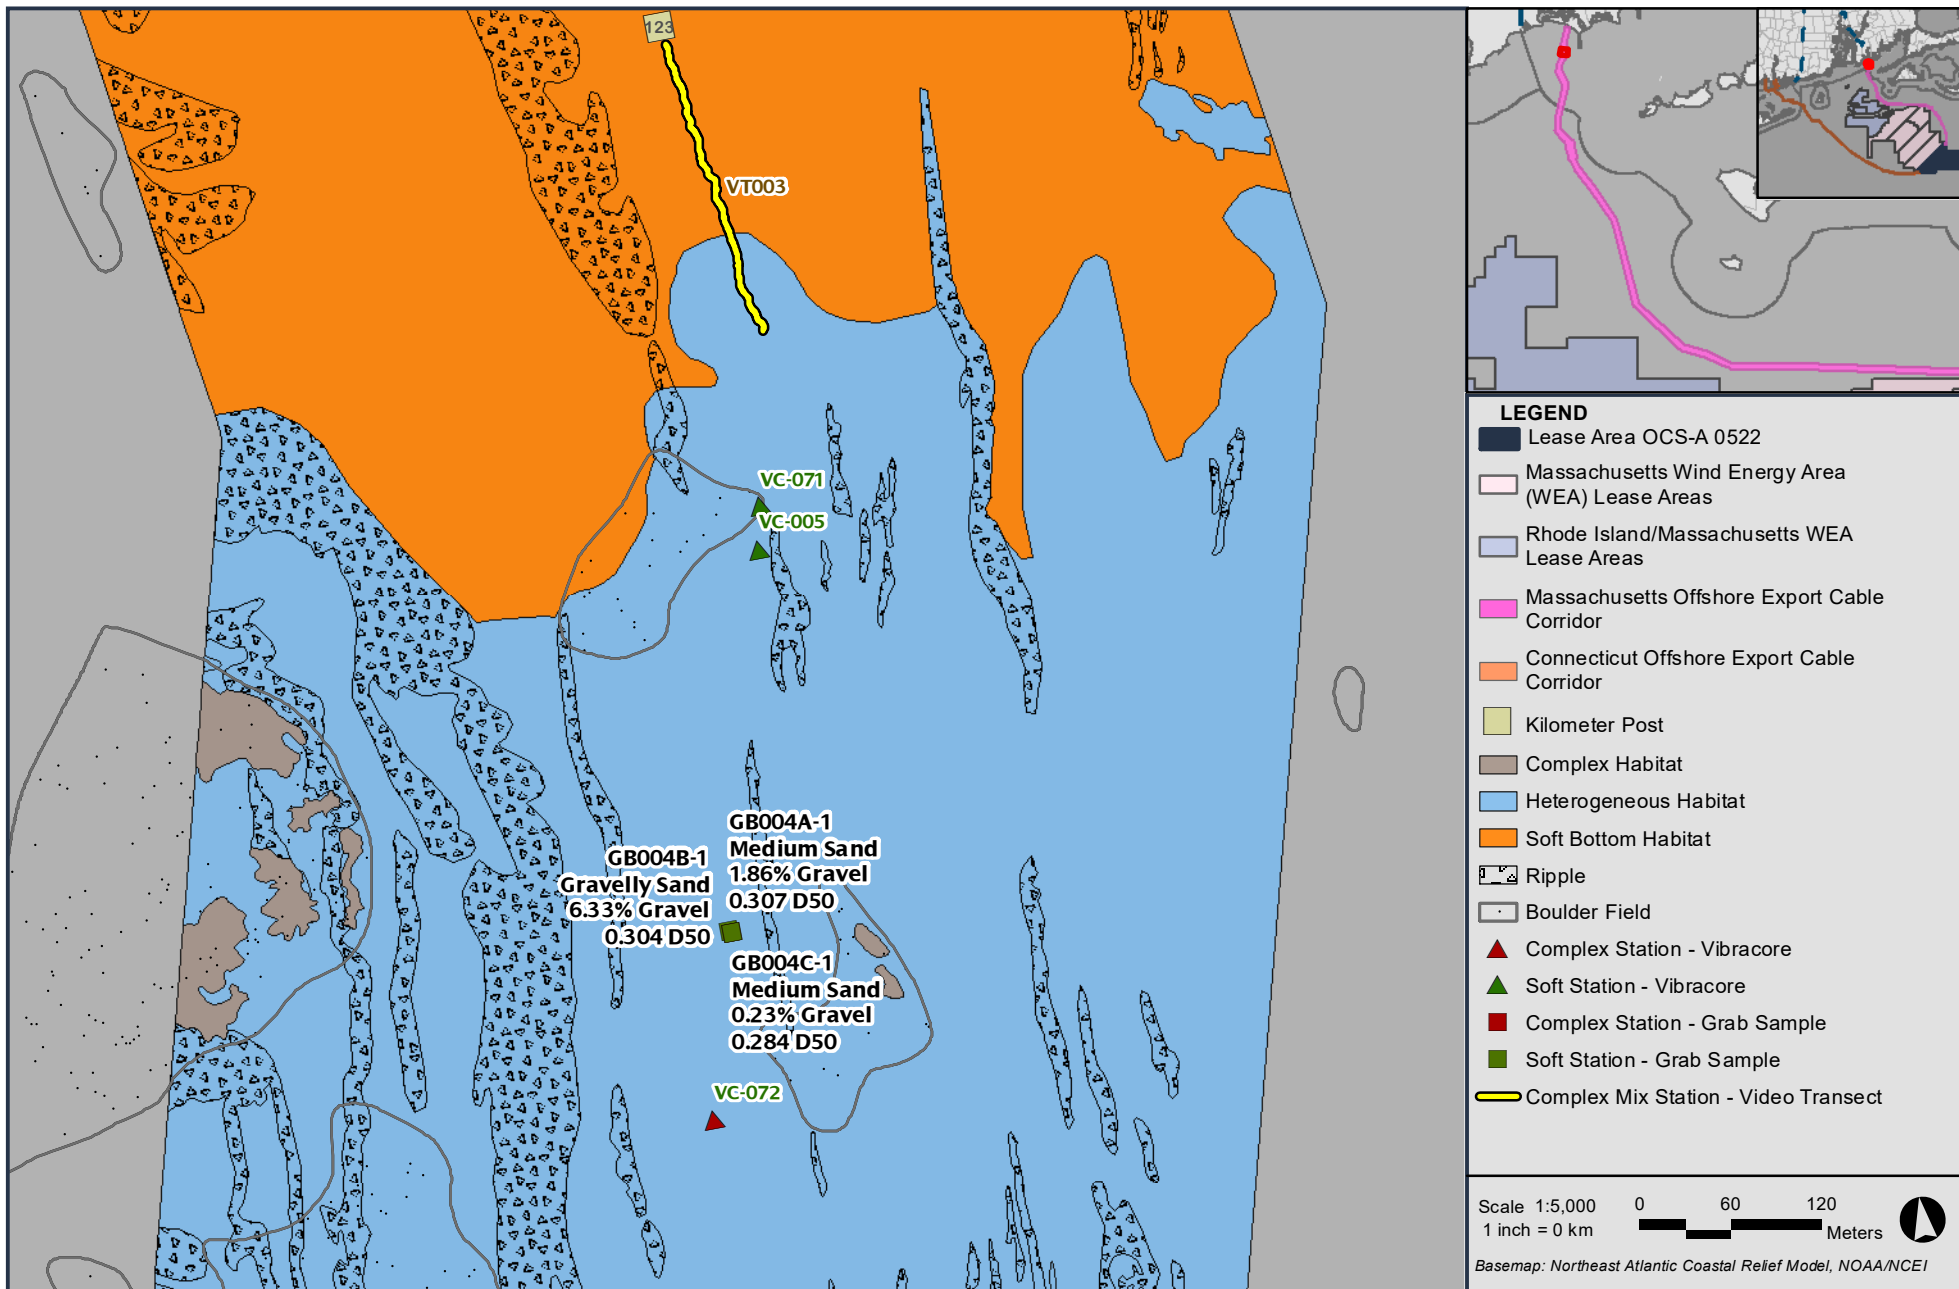 123
VT003
VC-071
VC-005
GB004A-1
Medium Sand
1.86% Gravel
0.307 D50
GB004B-1
Gravelly Sand
6.33% Gravel
0.304 D50
GB004C-1
Medium Sand
0.23% Gravel
0.284 D50
VC-072
LEGEND
Lease Area OCS-A 0522
Massachusetts Wind Energy Area
(WEA) Lease Areas
Rhode Island/Massachusetts WEA
Lease Areas
Massachusetts Offshore Export Cable
Corridor
Connecticut Offshore Export Cable
Corridor
Kilometer Post
Complex Habitat
Heterogeneous Habitat
Soft Bottom Habitat
Ripple
Boulder Field
Complex Station - Vibracore
Soft Station - Vibracore
Complex Station - Grab Sample
Soft Station - Grab Sample
Complex Mix Station - Video Transect
Scale 1:5,000
1 inch = 0 km
0 60 120
Meters
Basemap: Northeast Atlantic Coastal Relief Model, NOAA/NCEI